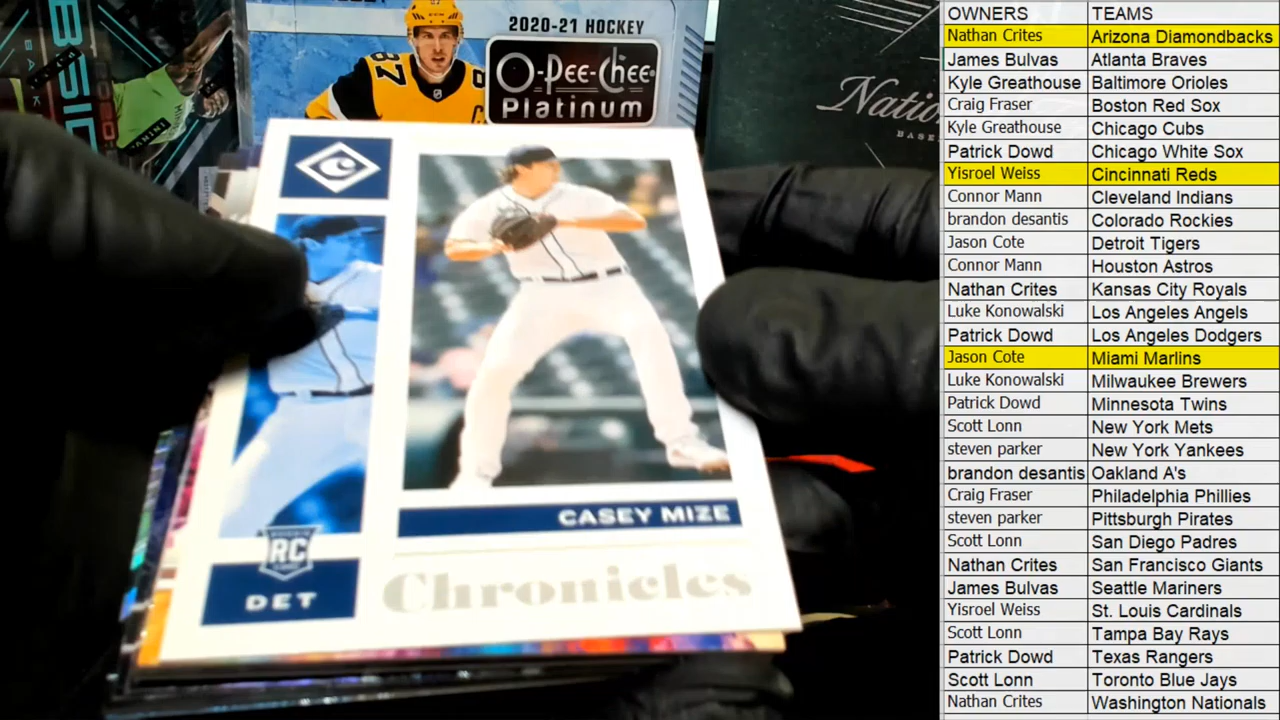 2020-21 HOCKEY
O-Pee-Chee
Platinum
87
C
PANINI
BASE
C
CASEY MIZE
RC
DET
Chronicles
OWNERS TEAMS
Nathan Crites Arizona Diamondbacks
James Bulvas Atlanta Braves
Kyle Greathouse Baltimore Orioles
Craig Fraser Boston Red Sox
Kyle Greathouse Chicago Cubs
Patrick Dowd Chicago White Sox
Yisroel Weiss Cincinnati Reds
Connor Mann Cleveland Indians
brandon desantis Colorado Rockies
Jason Cote Detroit Tigers
Connor Mann Houston Astros
Nathan Crites Kansas City Royals
Luke Konowalski Los Angeles Angels
Patrick Dowd Los Angeles Dodgers
Jason Cote Miami Marlins
Luke Konowalski Milwaukee Brewers
Patrick Dowd Minnesota Twins
Scott Lonn New York Mets
steven parker New York Yankees
brandon desantis Oakland A's
Craig Fraser Philadelphia Phillies
steven parker Pittsburgh Pirates
Scott Lonn San Diego Padres
Nathan Crites San Francisco Giants
James Bulvas Seattle Mariners
Yisroel Weiss St. Louis Cardinals
Scott Lonn Tampa Bay Rays
Patrick Dowd Texas Rangers
Scott Lonn Toronto Blue Jays
Nathan Crites Washington Nationals